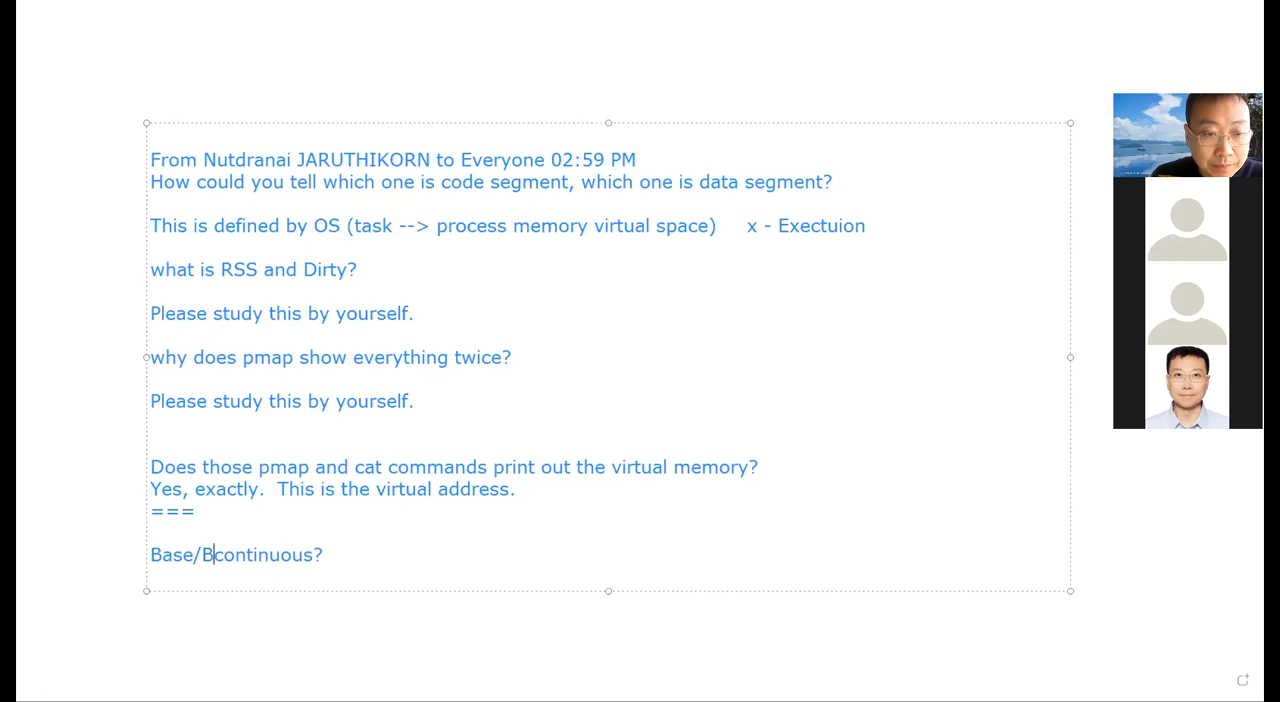 From Nutdranai JARUTHIKORN to Everyone 02:59 PM
How could you tell which one is code segment, which one is data segment?
This is defined by OS (task --> process memory virtual space) x - Exectuion
what is RSS and Dirty?
Please study this by yourself.
why does pmap show everything twice?
Please study this by yourself.
Does those pmap and cat commands print out the virtual memory?
Yes, exactly. This is the virtual address.
===
Base/Bcontinuous?